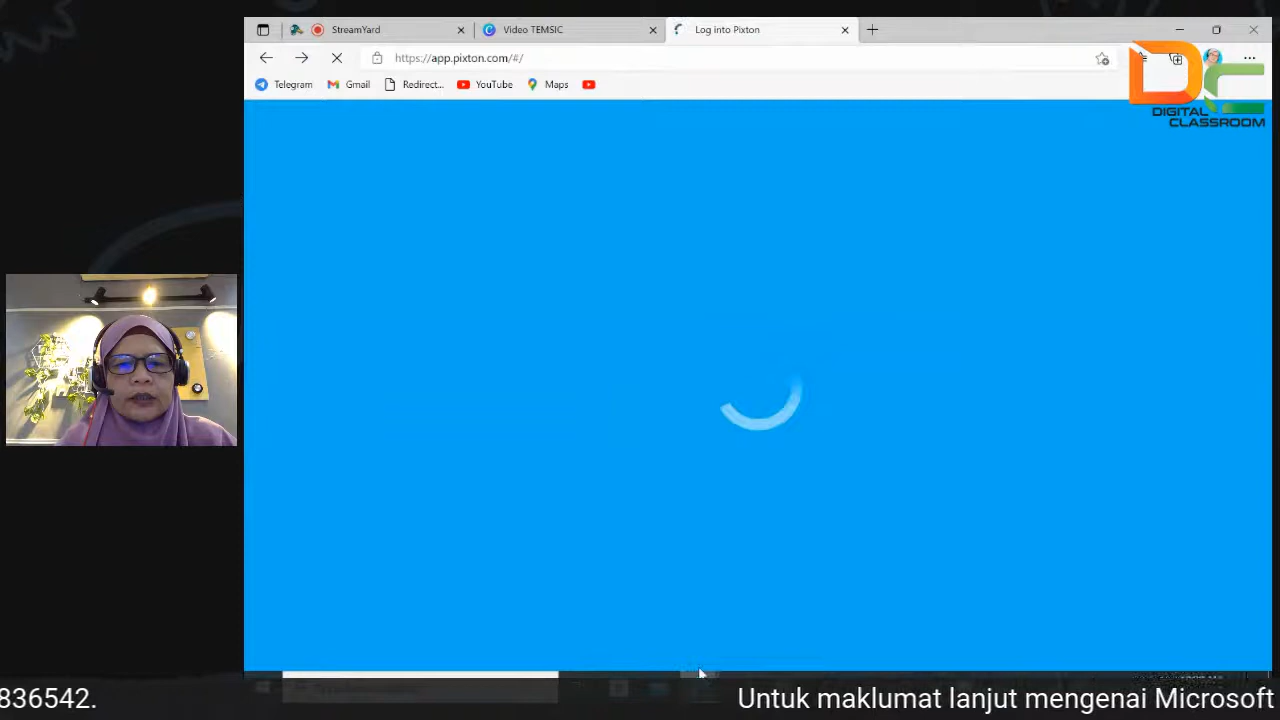 StreamYard
Video TEMSIC
Log into Pixton
https://app.pixton.com/#/
Telegram
Gmail
Redirect...
YouTube
Maps
DIGITAL
CLASSROOM
836542.
Untuk maklumat lanjut mengenai Microsoft